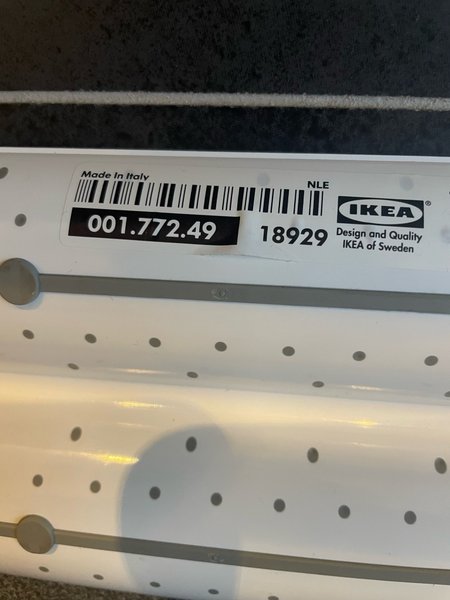 Made in Italy
NLE
001.772.49
18929
IKEA
Design and Quality
IKEA of Sweden